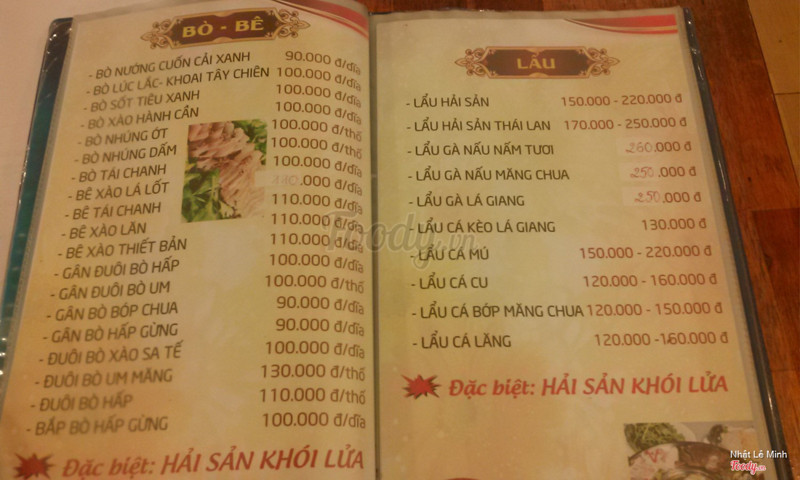 BÒ - BÊ
- BÒ NƯỚNG CUỐN CẢI XANH 90.000 đ/dĩa
- BÒ LÚC LẮC- KHOAI TÂY CHIÊN 100.000 đ/dĩa
- BÒ SỐT TIÊU XANH 100.000 đ/dĩa
- BÒ XÀO HÀNH CẦN 100.000 đ/dĩa
- BÒ NHÚNG ỚT 100.000 đ/thố
- BÒ NHÚNG DẤM 100.000 đ/thố
- BÒ TÁI CHANH 100.000 đ/dĩa
- BÊ XÀO LÁ LỐT .000 đ/dĩa
- BÊ TÁI CHANH 110.000 đ/dĩa
- BÊ XÀO LĂN 110.000 đ/dĩa
- BÊ XÀO THIẾT BẢN 110.000 đ/dĩa
- GÂN ĐUÔI BÒ HẤP 100.000 đ/thố
- GÂN ĐUÔI BÒ UM 100.000 đ/thố
- GÂN BÒ BÓP CHUA 90.000 đ/dĩa
- GÂN BÒ HẤP GỪNG 90.000 đ/dĩa
- ĐUÔI BÒ XÀO SA TẾ 100.000 đ/dĩa
- ĐUÔI BÒ UM MĂNG 130.000 đ/thố
- ĐUÔI BÒ HẤP 110.000 đ/thố
- BẮP BÒ HẤP GỪNG 100.000 đ/dĩa
Đặc biệt: HẢI SẢN KHÓI LỬA
LẨU
- LẨU HẢI SẢN 150.000 - 220.000 đ
- LẨU HẢI SẢN THÁI LAN 170.000 - 250.000 đ
- LẨU GÀ NẤU NẤM TƯƠI 260.000 đ
- LẨU GÀ NẤU MĂNG CHUA 250.000 đ
- LẨU GÀ LÁ GIANG 250.000 đ
- LẨU CÁ KÈO LÁ GIANG 130.000 đ
- LẨU CÁ MÚ 150.000 - 220.000 đ
- LẨU CÁ CU 120.000 - 160.000 đ
- LẨU CÁ BỚP MĂNG CHUA 120.000 - 150.000 đ
- LẨU CÁ LĂNG 120.000 -160.000 đ
Đặc biệt: HẢI SẢN KHÓI LỬA
Foody.vn
Nhật Lê Minh
Foody.vn